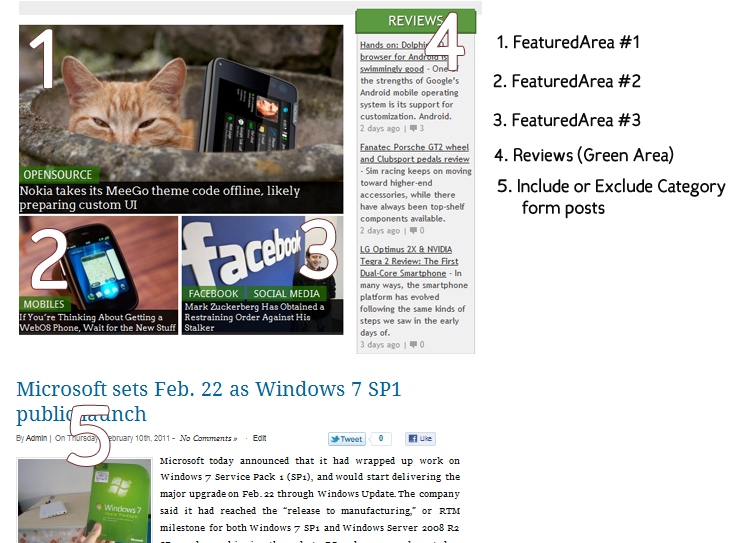 1
OPENSOURCE
Nokia takes its MeeGo theme code offline, likely
preparing custom UI
2
MOBILES
If You're Thinking About Getting a
WebOS Phone, Wait for the New Stuff
3
facebook
FACEBOOK SOCIAL MEDIA
Mark Zuckerberg Has Obtained a
Restraining Order Against His
Stalker
REVIEWS
4
Hands on: Dolphin
browser for Android is
swimmingly good - One of
the strengths of Google's
Android mobile operating
system is its support for
customization. Android.
2 days ago | 3
Fanatec Porsche GT2 wheel
and Clubsport pedals review
- Sim racing keeps on moving
toward higher-end
accessories, while there
have always been top-shelf
components available.
2 days ago | 0
LG Optimus 2X & NVIDIA
Tegra 2 Review: The First
Dual-Core Smartphone - In
many ways, the smartphone
platform has evolved
following the same kinds of
steps we saw in the early
days of.
3 days ago | 0
1. FeaturedArea #1
2. FeaturedArea #2
3. FeaturedArea #3
4. Reviews (Green Area)
5. Include or Exclude Category
form posts
Microsoft sets Feb. 22 as Windows 7 SP1
public launch
5
By Admin | On Thursday, February 10th, 2011 - No Comments » · Edit
Tweet 0 Like
Windows 7
Microsoft today announced that it had wrapped up work on
Windows 7 Service Pack 1 (SP1), and would start delivering the
major upgrade on Feb. 22 through Windows Update. The company
said it had reached the "release to manufacturing," or RTM
milestone for both Windows 7 SP1 and Windows Server 2008 R2